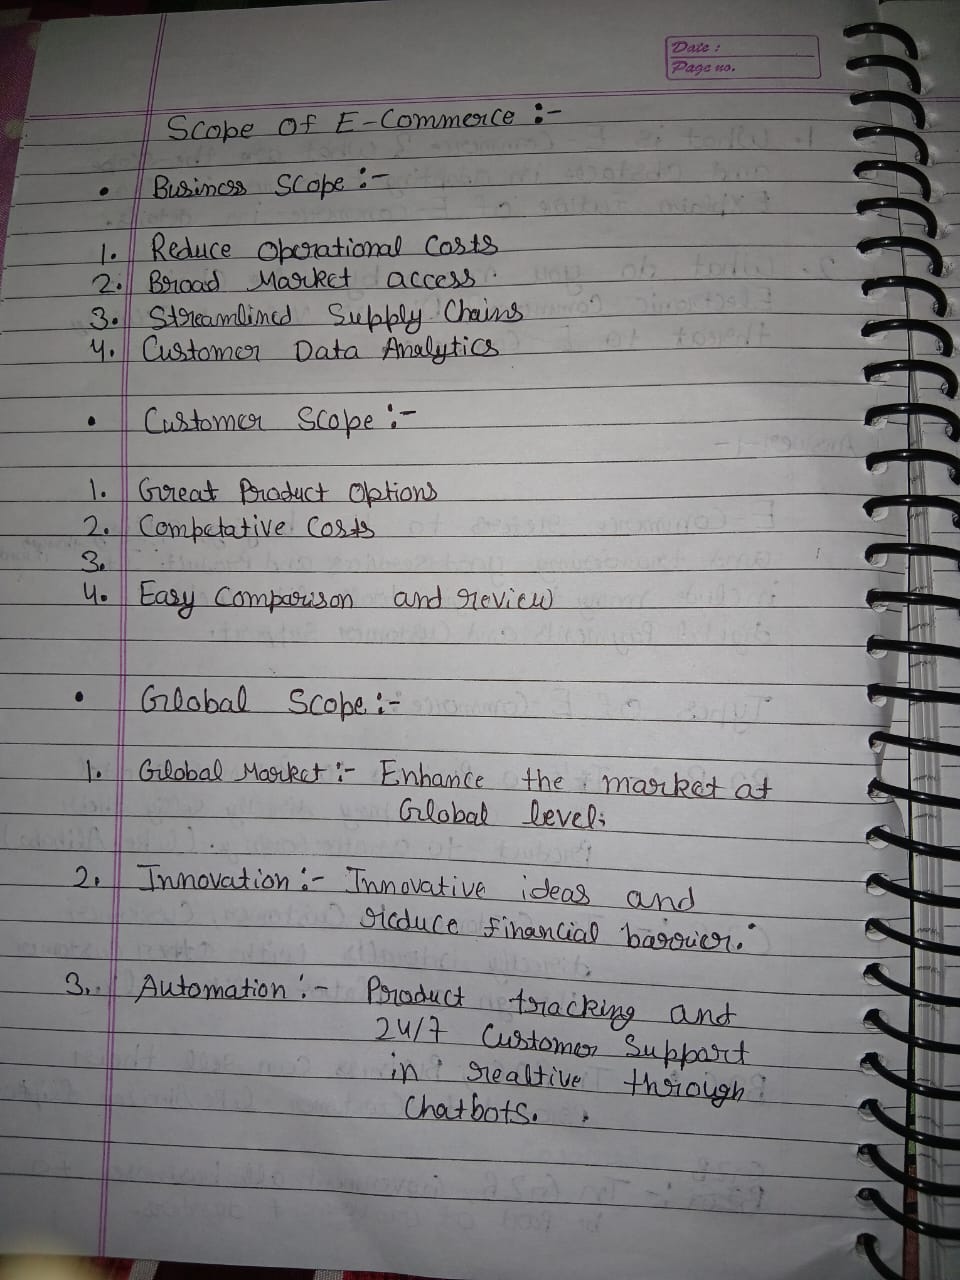 Date :
Page no.
Scope Of E-Commerce :-
• Business Scope :-
1. Reduce Operational Costs
2. Broad Market access.
3. Streamlined Supply Chains
4. Customer Data Analytics
• Customer Scope :-
1. Great Product Options
2. Competative Costs
3.
4. Easy Comparison and review
• Global Scope :-
1. Global Market :- Enhance the market at
Global level.
2. Innovation :- Innovative ideas and
reduce financial barrier.
3. Automation :- Product tracking and
24/7 Customer Support
in realtive through
Chatbots.